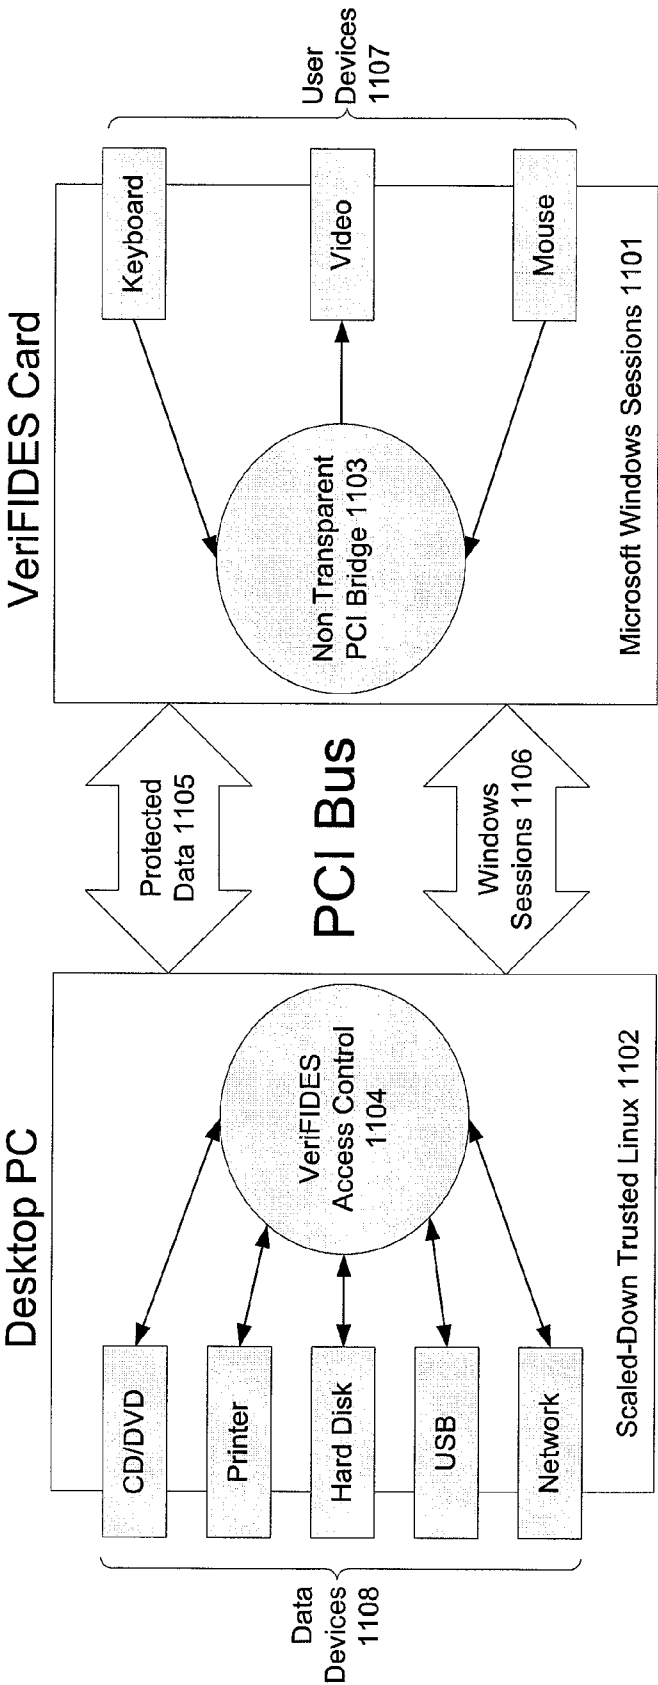 Desktop PC
VeriFIDES Card
Data
Devices
1108
CD/DVD
Printer
Hard Disk
USB
Network
VeriFIDES
Access Control
1104
Scaled-Down Trusted Linux 1102
Protected
Data 1105
PCI Bus
Windows
Sessions 1106
Non Transparent
PCI Bridge 1103
Keyboard
Video
Mouse
Microsoft Windows Sessions 1101
User
Devices
1107